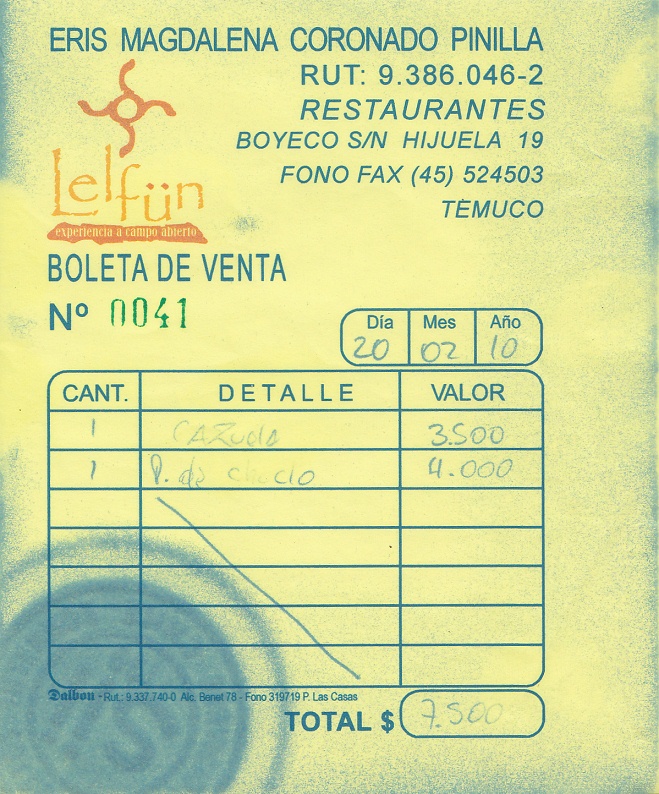 ERIS MAGDALENA CORONADO PINILLA
RUT: 9.386.046-2
RESTAURANTES
BOYECO S/N HIJUELA 19
FONO FAX (45) 524503
TEMUCO
Lelfün
experiencia a campo abierto
BOLETA DE VENTA
Nº 0041
Día Mes Año
20 02 10
CANT. DETALLE VALOR
1 CAZuela 3.500
1 P. de choclo 4.000
Dalbon - Rut.: 9.337.740-0 Alc. Benet 78 - Fono 319719 P. Las Casas
TOTAL $ 7.500